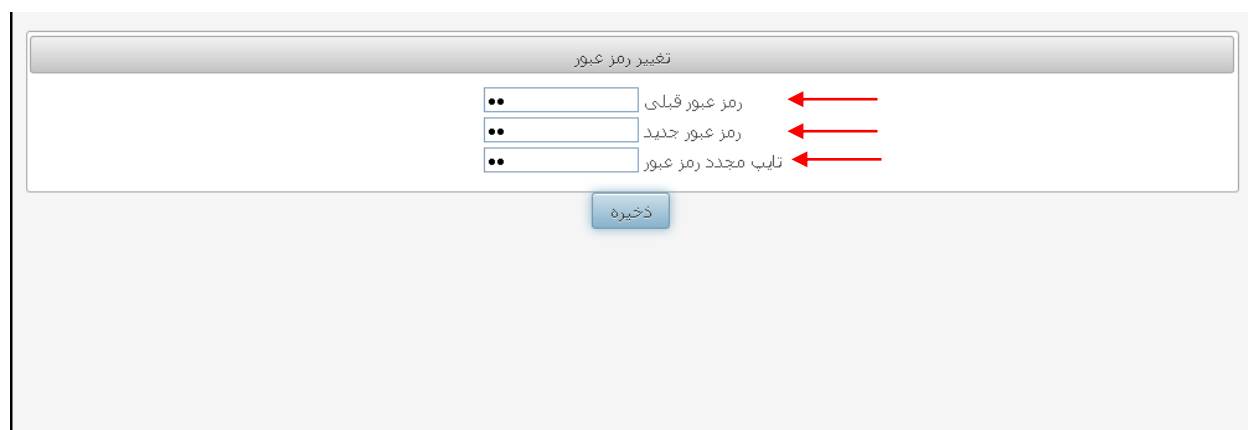 تغییر رمز عبور
رمز عبور قبلی ••
رمز عبور جدید ••
تایپ مجدد رمز عبور ••
ذخیره